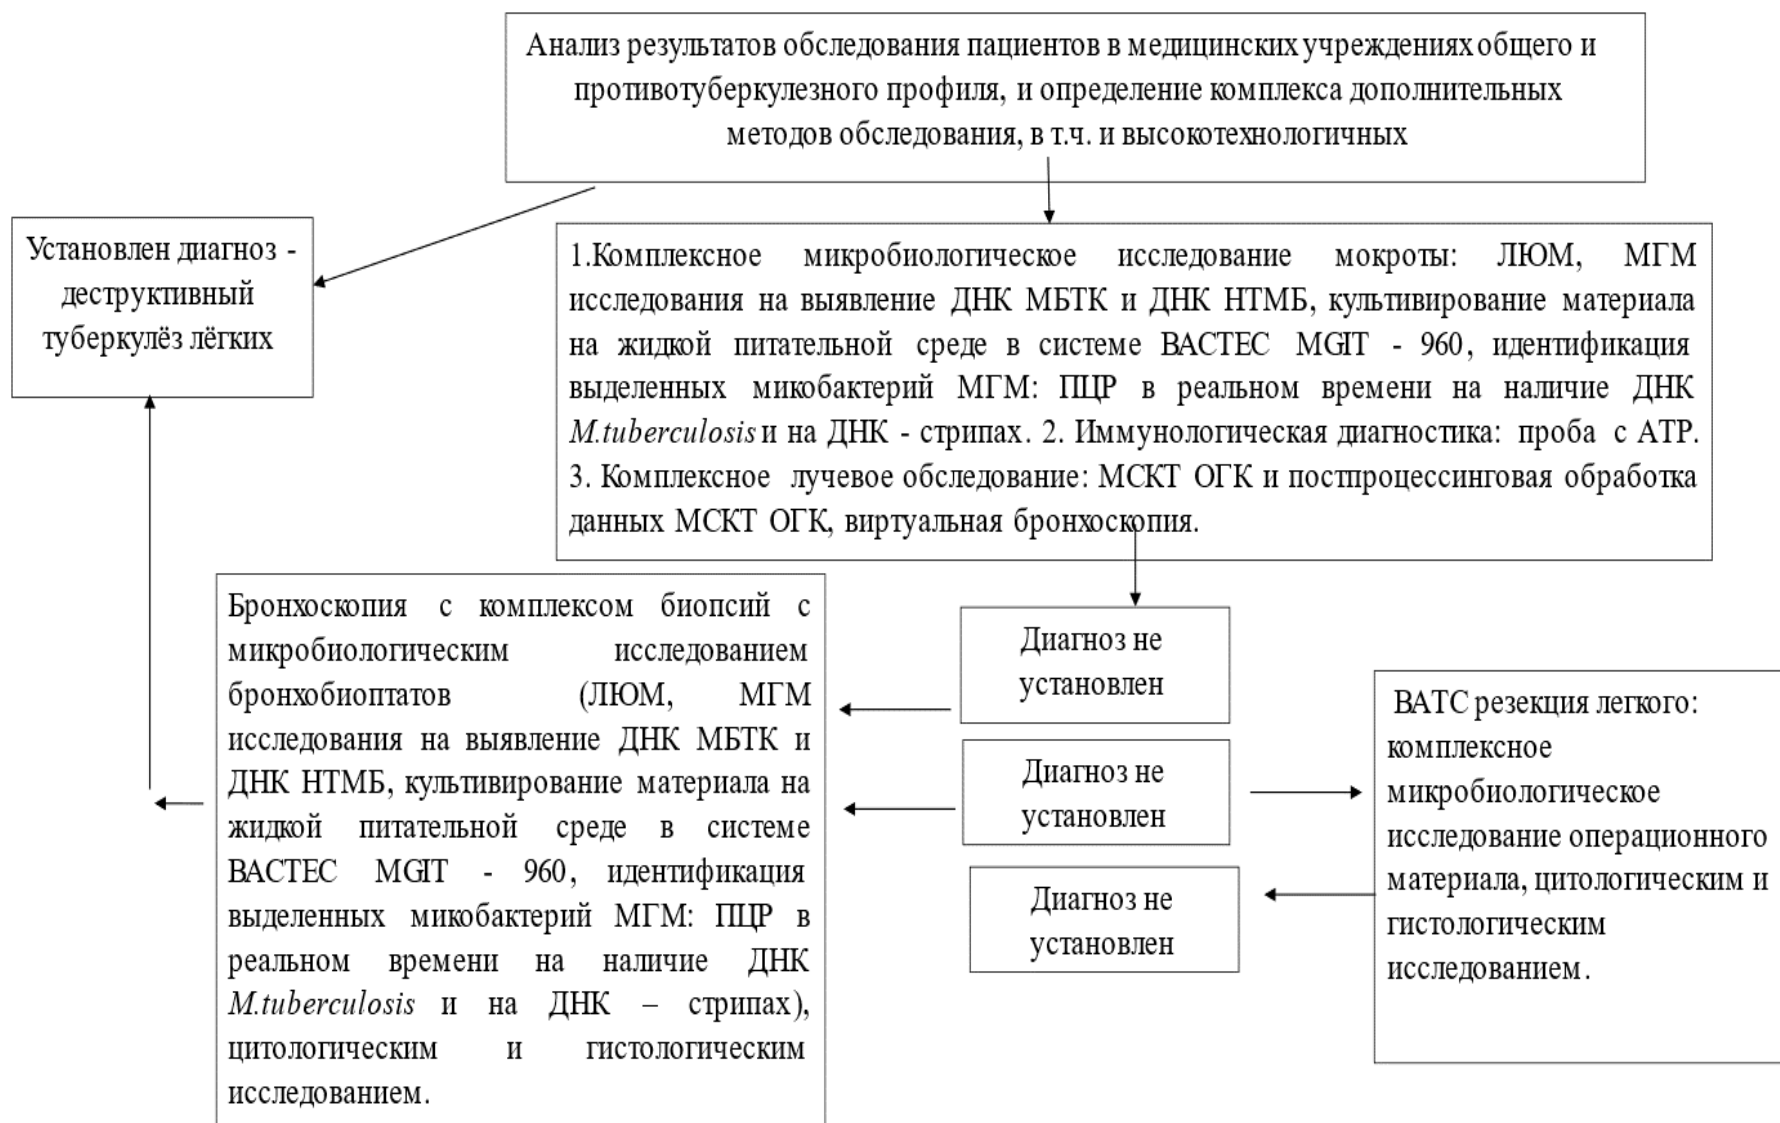 Анализ результатов обследования пациентов в медицинских учреждениях общего и
противотуберкулезного профиля, и определение комплекса дополнительных
методов обследования, в т.ч. и высокотехнологичных
Установлен диагноз -
деструктивный
туберкулёз лёгких
1.Комплексное микробиологическое исследование мокроты: ЛЮМ, МГМ
исследования на выявление ДНК МБТК и ДНК НТМБ, культивирование материала
на жидкой питательной среде в системе BACTEC MGIT - 960, идентификация
выделенных микобактерий МГМ: ПЦР в реальном времени на наличие ДНК
M.tuberculosis и на ДНК - стрипах. 2. Иммунологическая диагностика: проба с АТР.
3. Комплексное лучевое обследование: МСКТ ОГК и постпроцессинговая обработка
данных МСКТ ОГК, виртуальная бронхоскопия.
Бронхоскопия с комплексом биопсий с
микробиологическим исследованием
бронхобиоптатов (ЛЮМ, МГМ
исследования на выявление ДНК МБТК и
ДНК НТМБ, культивирование материала на
жидкой питательной среде в системе
BACTEC MGIT - 960, идентификация
выделенных микобактерий МГМ: ПЦР в
реальном времени на наличие ДНК
M.tuberculosis и на ДНК – стрипах),
цитологическим и гистологическим
исследованием.
Диагноз не
установлен
Диагноз не
установлен
Диагноз не
установлен
ВАТС резекция легкого:
комплексное
микробиологическое
исследование операционного
материала, цитологическим и
гистологическим
исследованием.